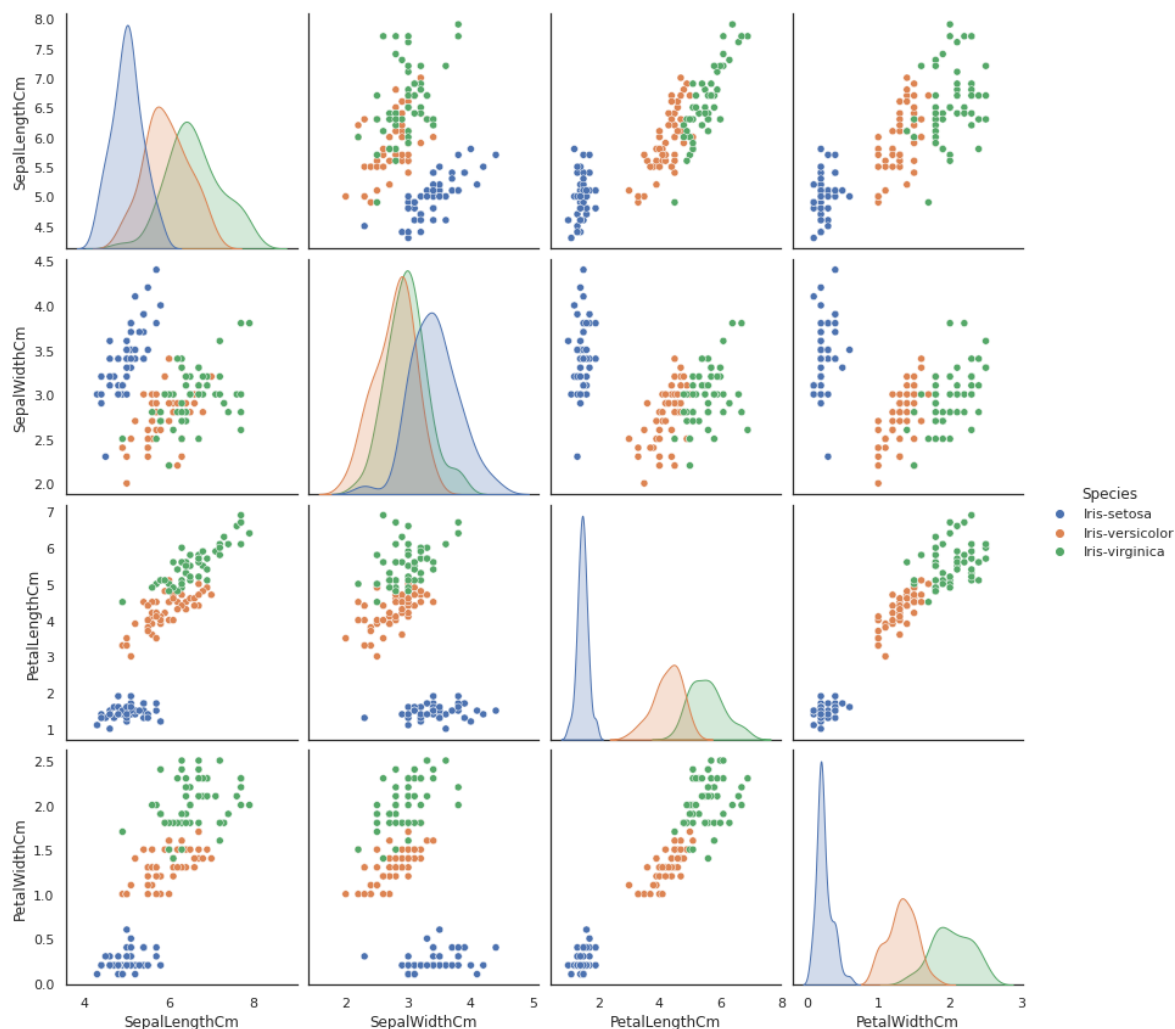 8.0
7.5
7.0
6.5
6.0
5.5
5.0
4.5
SepalLengthCm
4.5
4.0
3.5
3.0
2.5
2.0
SepalWidthCm
Species
Iris-setosa
Iris-versicolor
Iris-virginica
7
6
5
4
3
2
1
PetalLengthCm
2.5
2.0
1.5
1.0
0.5
0.0
PetalWidthCm
4 6 8
SepalLengthCm
2 3 4 5
SepalWidthCm
2 4 6 8
PetalLengthCm
0 1 2 3
PetalWidthCm